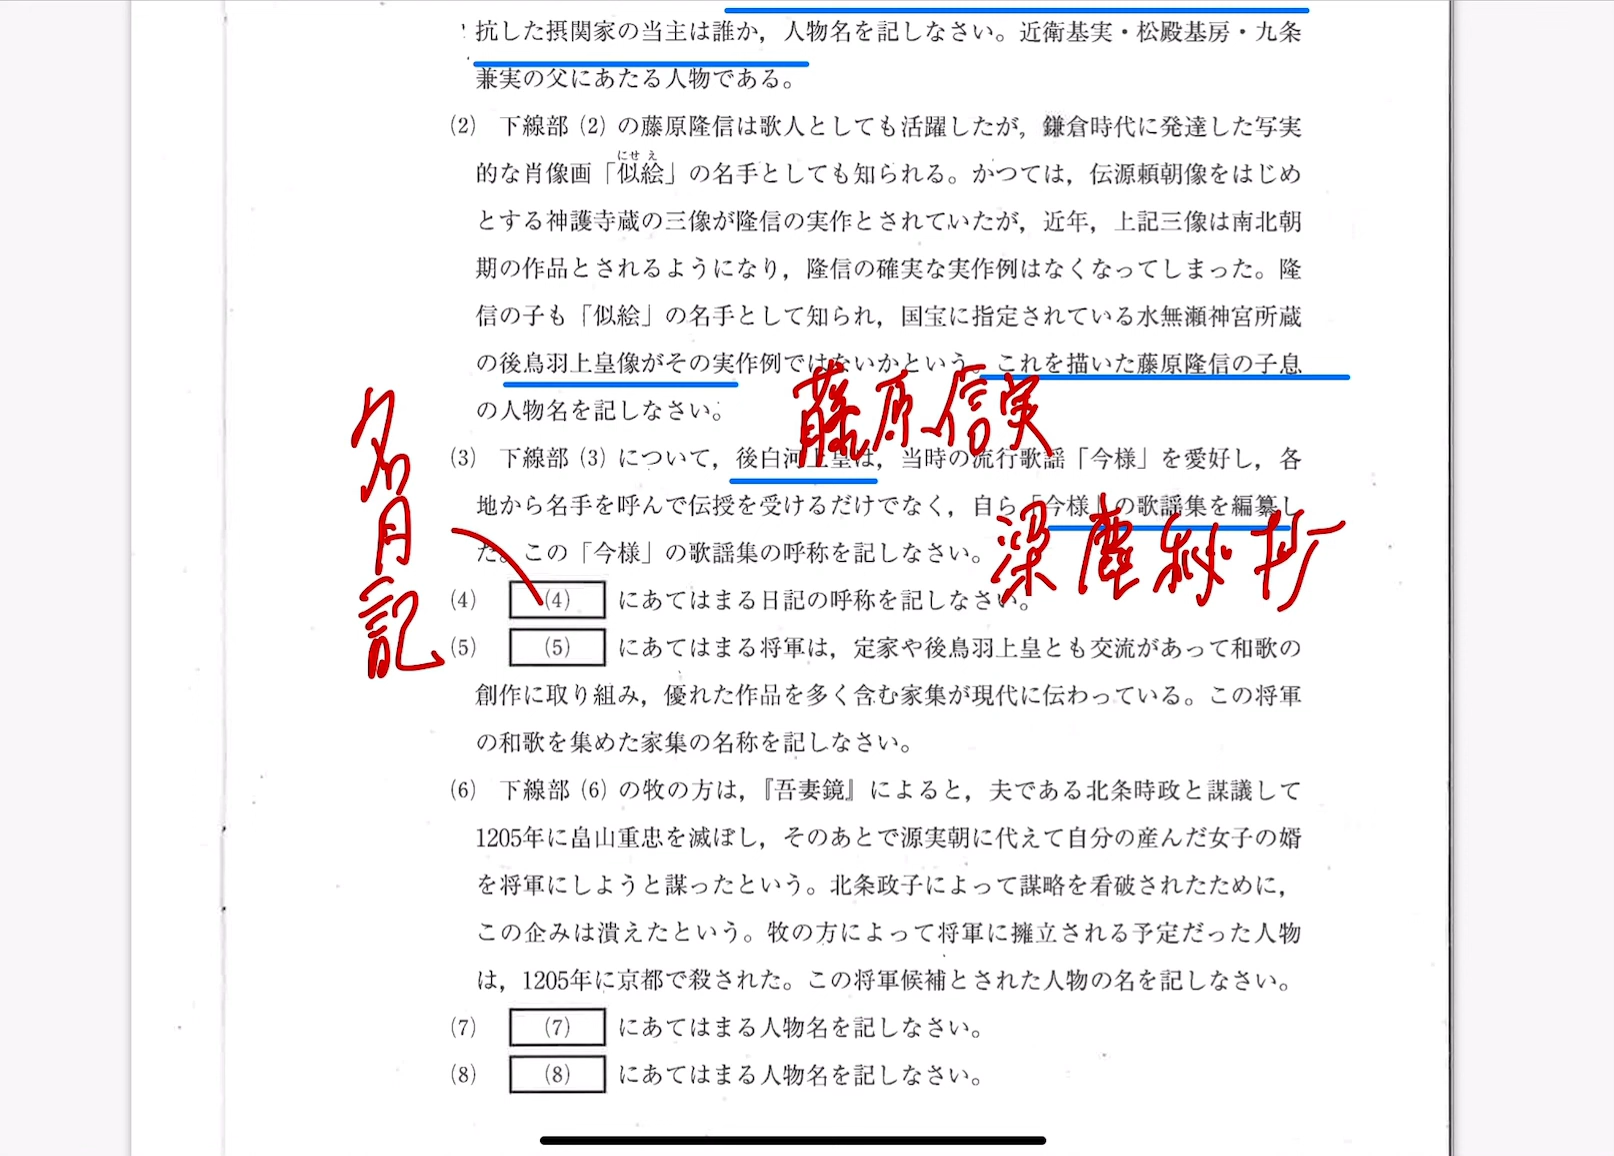 抗した摂関家の当主は誰か，人物名を記しなさい。近衛基実・松殿基房・九条
兼実の父にあたる人物である。
(2) 下線部(2)の藤原隆信は歌人としても活躍したが，鎌倉時代に発達した写実
にせ え
的な肖像画「似絵」の名手としても知られる。かつては，伝源頼朝像をはじめ
とする神護寺蔵の三像が隆信の実作とされていたが，近年，上記三像は南北朝
期の作品とされるようになり，隆信の確実な実作例はなくなってしまった。隆
信の子も「似絵」の名手として知られ，国宝に指定されている水無瀬神宮所蔵
の後鳥羽上皇像がその実作例ではないかという。これを描いた藤原隆信の子息
の人物名を記しなさい。
藤原信実
(3) 下線部(3)について，後白河上皇は，当時の流行歌謡「今様」を愛好し，各
地から名手を呼んで伝授を受けるだけでなく，自ら「今様」の歌謡集を編纂し
た。この「今様」の歌謡集の呼称を記しなさい。
梁塵秘抄
名月記
(4) (4) にあてはまる日記の呼称を記しなさい。
(5) (5) にあてはまる将軍は，定家や後鳥羽上皇とも交流があって和歌の
創作に取り組み，優れた作品を多く含む家集が現代に伝わっている。この将軍
の和歌を集めた家集の名称を記しなさい。
(6) 下線部(6)の牧の方は，『吾妻鏡』によると，夫である北条時政と謀議して
1205年に畠山重忠を滅ぼし，そのあとで源実朝に代えて自分の産んだ女子の婿
を将軍にしようと謀ったという。北条政子によって謀略を看破されたために，
この企みは潰えたという。牧の方によって将軍に擁立される予定だった人物
は，1205年に京都で殺された。この将軍候補とされた人物の名を記しなさい。
(7) (7) にあてはまる人物名を記しなさい。
(8) (8) にあてはまる人物名を記しなさい。